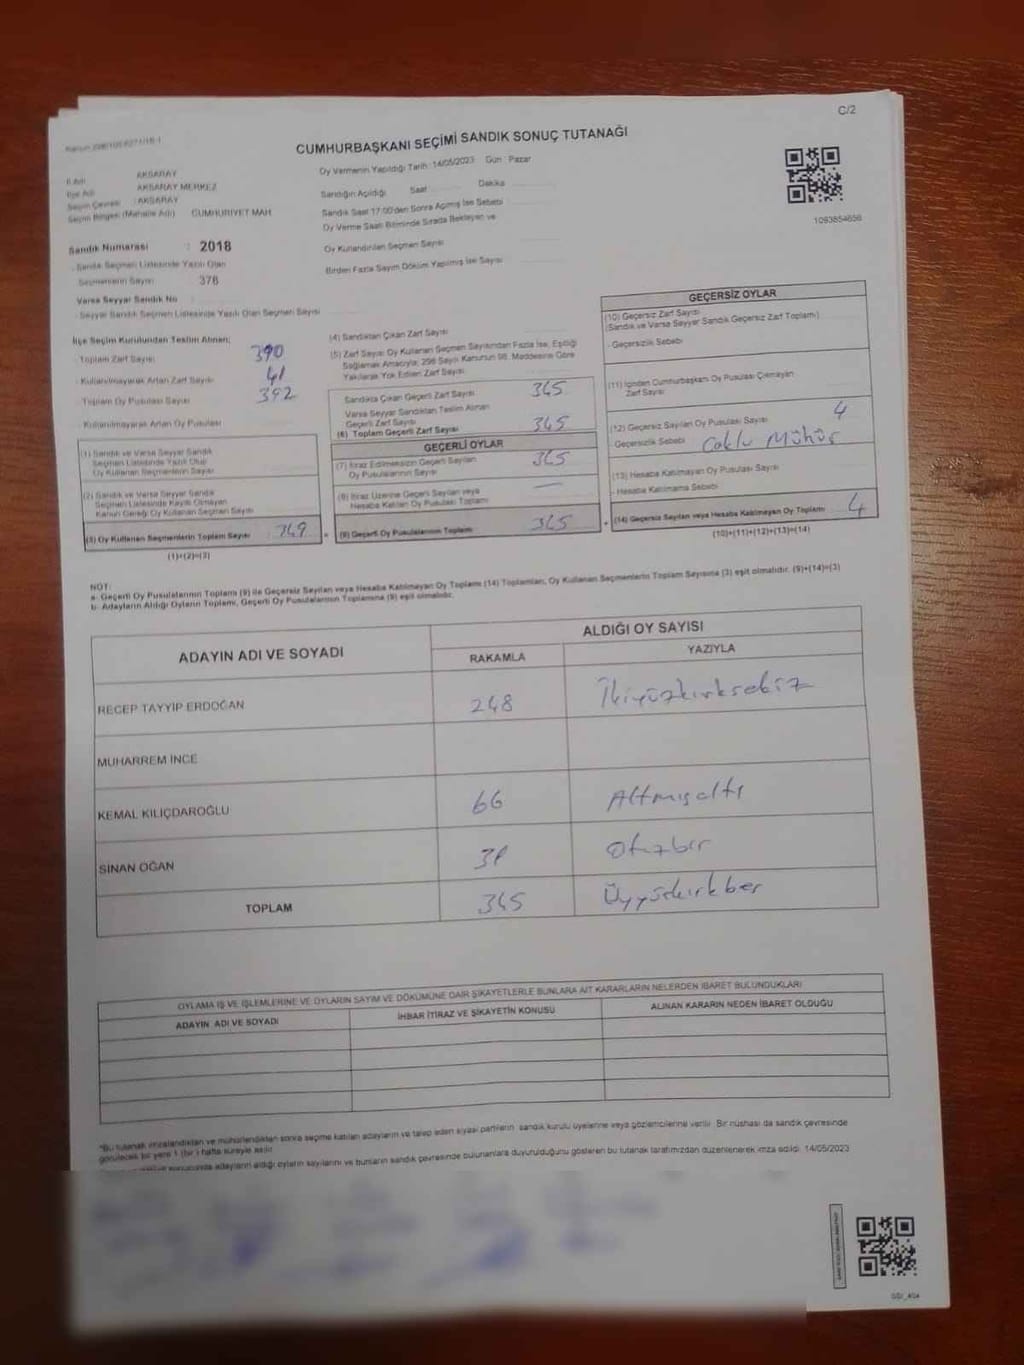 C/2
CUMHURBAŞKANI SEÇİMİ SANDIK SONUÇ TUTANAĞI
İl Adı AKSARAY
İlçe Adı AKSARAY MERKEZ
Seçim Çevresi : AKSARAY
Seçim Bölgesi (Mahalle Adı) CUMHURİYET MAH.
Oy Vermenin Yapıldığı Tarih :14/05/2023 Gün : Pazar
Sandığın Açıldığı Saat Dakika
Sandık Saat 17:00'den Sonra Açılmış İse Sebebi
Oy Verme Saati Bitiminde Sırada Bekleyen ve
Oy Kullandırılan Seçmen Sayısı
Birden Fazla Sayım Döküm Yapılmış İse Sayısı
1093854656
Sandık Numarası : 2018
- Sandık Seçmen Listesinde Yazılı Olan
Seçmenlerin Sayısı 378
Varsa Seyyar Sandık No :
- Seyyar Sandık Seçmen Listesinde Yazılı Olan Seçmen Sayısı
İlçe Seçim Kurulundan Teslim Alınan;
- Toplam Zarf Sayısı 390
- Kullanılmayarak Artan Zarf Sayısı 41
- Toplam Oy Pusulası Sayısı 392
- Kullanılmayarak Artan Oy Pusulası
(1) Sandık ve Varsa Seyyar Sandık
Seçmen Listesinde Yazılı Olup
Oy Kullanan Seçmenlerin Sayısı
(2) Sandık ve Varsa Seyyar Sandık
Seçmen Listesinde Kaydı Olmayan
Kanun Gereği Oy Kullanan Seçmen Sayısı
(3) Oy Kullanan Seçmenlerin Toplam Sayısı 349
(1)+(2)=(3)
(4) Sandıktan Çıkan Zarf Sayısı
(5) Zarf Sayısı Oy Kullanan Seçmen Sayısından Fazla İse, Eşitliği
Sağlamak Amacıyla; 298 Sayılı Kanunun 98. Maddesine Göre
Yakılarak Yok Edilen Zarf Sayısı
Sandıkta Çıkan Geçerli Zarf Sayısı 345
Varsa Seyyar Sandıktan Teslim Alınan
Geçerli Zarf Sayısı
(6) Toplam Geçerli Zarf Sayısı 345
GEÇERLİ OYLAR
(7) İtiraz Edilmeksizin Geçerli Sayılan
Oy Pusulalarının Sayısı 345
(8) İtiraz Üzerine Geçerli Sayılan veya
Hesaba Katılan Oy Pusulası Toplamı —
(9) Geçerli Oy Pusulalarının Toplamı 345
GEÇERSİZ OYLAR
(10) Geçersiz Zarf Sayısı
(Sandık ve Varsa Seyyar Sandık Geçersiz Zarf Toplamı)
- Geçersizlik Sebebi
(11) İçinden Cumhurbaşkanı Oy Pusulası Çıkmayan
Zarf Sayısı
(12) Geçersiz Sayılan Oy Pusulası Sayısı 4
- Geçersizlik Sebebi Coklu Mühür
(13) Hesaba Katılmayan Oy Pusulası Sayısı
- Hesaba Katılmama Sebebi
(14) Geçersiz Sayılan veya Hesaba Katılmayan Oy Toplamı 4
(10)+(11)+(12)+(13)=(14)
NOT:
a- Geçerli Oy Pusulalarının Toplamı (9) ile Geçersiz Sayılan veya Hesaba Katılmayan Oy Toplamı (14) Toplamları, Oy Kullanan Seçmenlerin Toplam Sayısına (3) eşit olmalıdır. (9)+(14)=(3)
b- Adayların Aldığı Oyların Toplamı, Geçerli Oy Pusulalarının Toplamına (9) eşit olmalıdır.
ADAYIN ADI VE SOYADI
ALDIĞI OY SAYISI
RAKAMLA YAZIYLA
RECEP TAYYİP ERDOĞAN 248 İkiyüzkırksekiz
MUHARREM İNCE
KEMAL KILIÇDAROĞLU 66 Altmışaltı
SİNAN OĞAN 31 Otuzbir
TOPLAM 345 Üçyüzkırkbeş
OYLAMA İŞ VE İŞLEMLERİNE VE OYLARIN SAYIM VE DÖKÜMÜNE DAİR ŞİKAYETLERLE BUNLARA AİT KARARLARIN NELERDEN İBARET BULUNDUKLARI
ADAYIN ADI VE SOYADI İHBAR İTİRAZ VE ŞİKAYETİN KONUSU ALINAN KARARIN NEDEN İBARET OLDUĞU
*Bu tutanak imzalandıktan ve mühürlendikten sonra seçime katılan adayların ve talep eden siyasi partilerin sandık kurulu üyelerine veya gözlemcilerine verilir. Bir nüshası da sandık çevresinde
görülecek bir yere 1 (bir) hafta süreyle asılır.
adayların aldığı oyların sayılarını ve bunların sandık çevresinde bulunanlara duyurulduğunu gösteren bu tutanak tarafımızdan düzenlenerek imza edildi. 14/05/2023